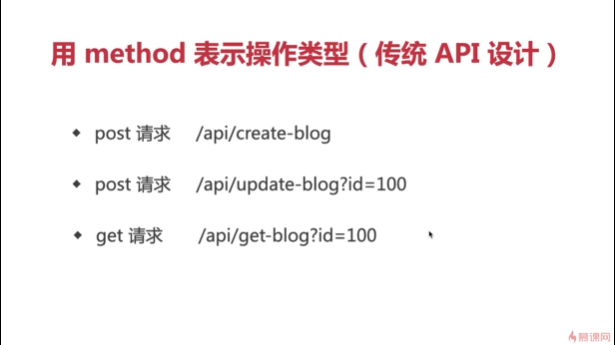 用 method 表示操作类型（传统 API 设计）
◆ post 请求 /api/create-blog
◆ post 请求 /api/update-blog?id=100
◆ get 请求 /api/get-blog?id=100
慕课网